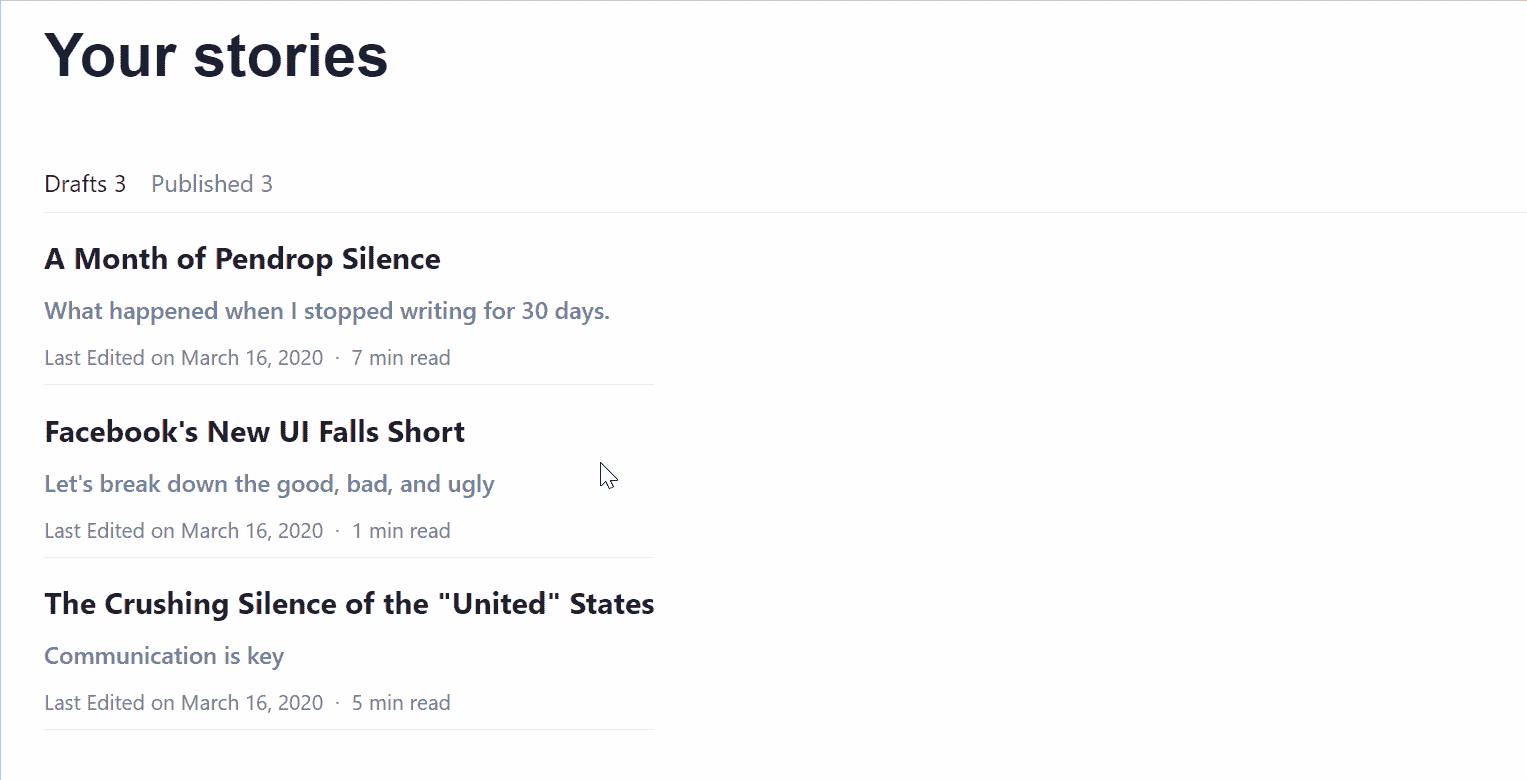 Your stories
Drafts 3 Published 3
A Month of Pendrop Silence
What happened when I stopped writing for 30 days.
Last Edited on March 16, 2020 · 7 min read
Facebook's New UI Falls Short
Let's break down the good, bad, and ugly
Last Edited on March 16, 2020 · 1 min read
The Crushing Silence of the "United" States
Communication is key
Last Edited on March 16, 2020 · 5 min read